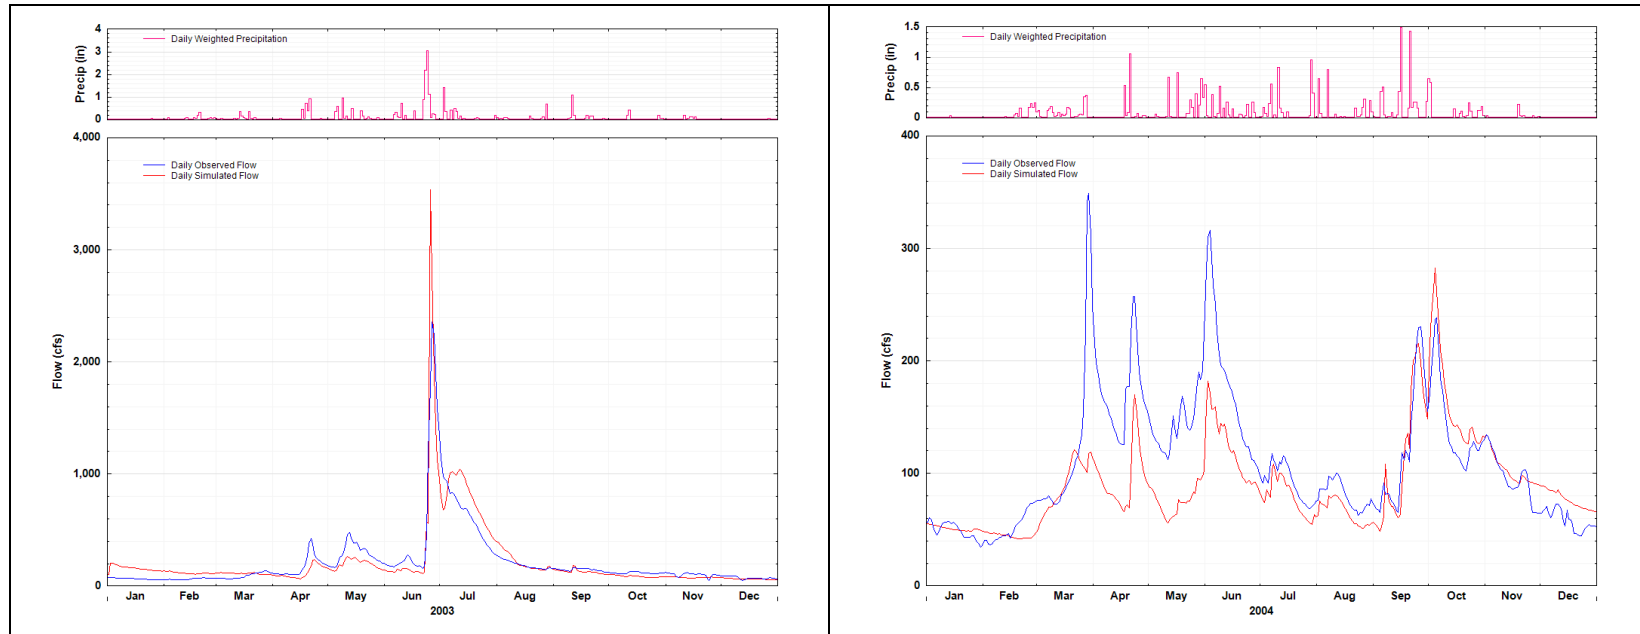 4
3
2
1
0
Precip (in)
Daily Weighted Precipitation
4,000
3,000
2,000
1,000
0
Flow (cfs)
Daily Observed Flow
Daily Simulated Flow
Jan Feb Mar Apr May Jun Jul Aug Sep Oct Nov Dec
2003
1.5
1
0.5
0
Precip (in)
Daily Weighted Precipitation
400
300
200
100
0
Flow (cfs)
Daily Observed Flow
Daily Simulated Flow
Jan Feb Mar Apr May Jun Jul Aug Sep Oct Nov Dec
2004